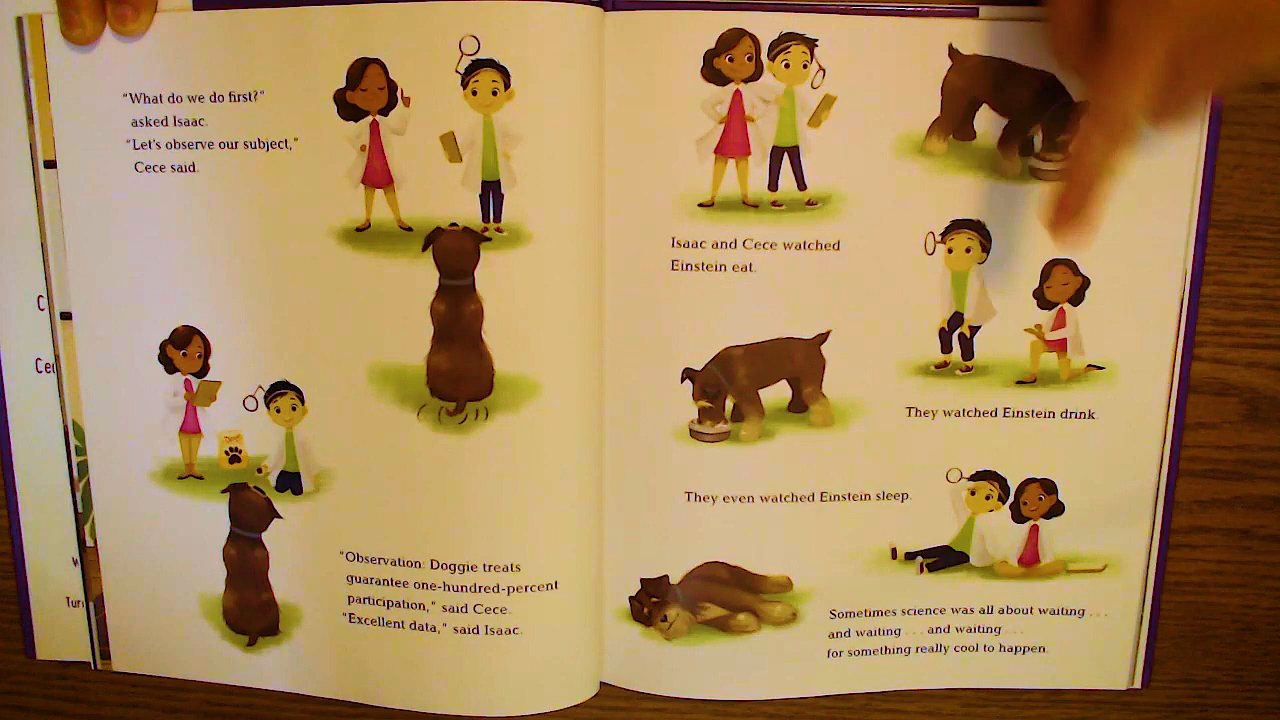 "What do we do first?"
asked Isaac.
"Let's observe our subject,"
Cece said.
"Observation: Doggie treats
guarantee one-hundred-percent
participation," said Cece.
"Excellent data," said Isaac.
Isaac and Cece watched
Einstein eat.
They watched Einstein drink.
They even watched Einstein sleep.
Sometimes science was all about waiting . . .
and waiting . . . and waiting . . .
for something really cool to happen.